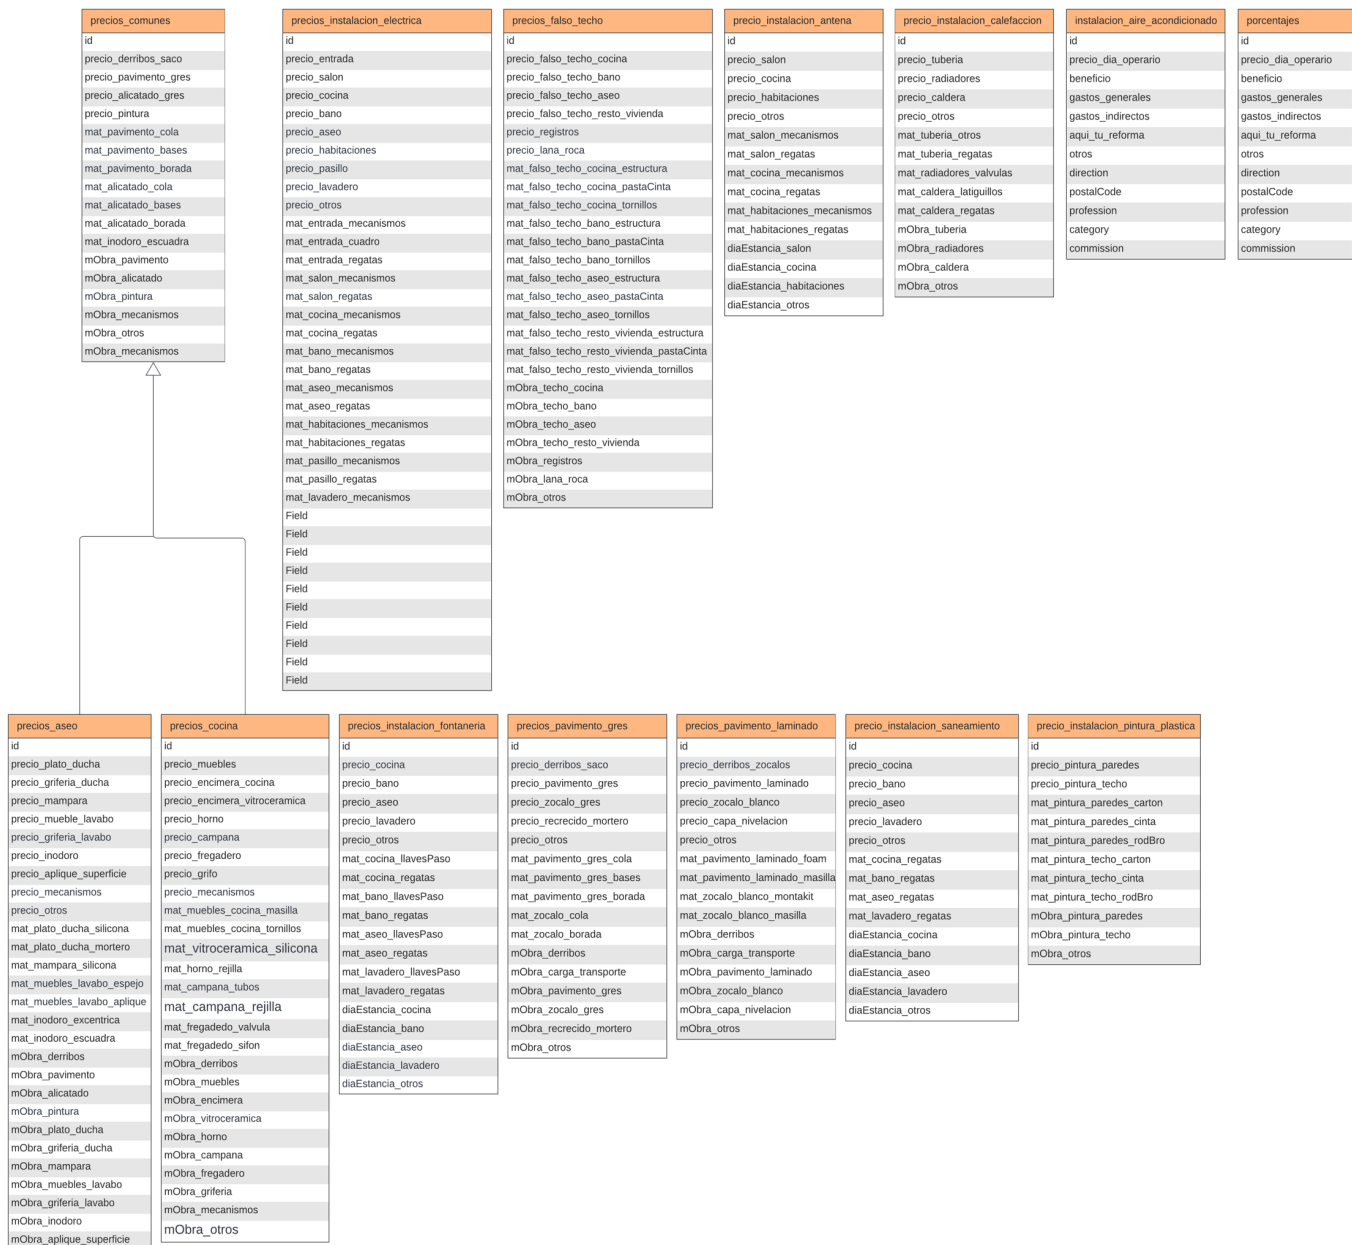 precios_comunes
id
precio_derribos_saco
precio_pavimento_gres
precio_alicatado_gres
precio_pintura
mat_pavimento_cola
mat_pavimento_bases
mat_pavimento_borada
mat_alicatado_cola
mat_alicatado_bases
mat_alicatado_borada
mat_inodoro_escuadra
mObra_pavimento
mObra_alicatado
mObra_pintura
mObra_mecanismos
mObra_otros
mObra_mecanismos
precios_instalacion_electrica
id
precio_entrada
precio_salon
precio_cocina
precio_bano
precio_aseo
precio_habitaciones
precio_pasillo
precio_lavadero
precio_otros
mat_entrada_mecanismos
mat_entrada_cuadro
mat_entrada_regatas
mat_salon_mecanismos
mat_salon_regatas
mat_cocina_mecanismos
mat_cocina_regatas
mat_bano_mecanismos
mat_bano_regatas
mat_aseo_mecanismos
mat_aseo_regatas
mat_habitaciones_mecanismos
mat_habitaciones_regatas
mat_pasillo_mecanismos
mat_pasillo_regatas
mat_lavadero_mecanismos
Field
Field
Field
Field
Field
Field
Field
Field
Field
Field
precios_falso_techo
id
precio_falso_techo_cocina
precio_falso_techo_bano
precio_falso_techo_aseo
precio_falso_techo_resto_vivienda
precio_registros
precio_lana_roca
mat_falso_techo_cocina_estructura
mat_falso_techo_cocina_pastaCinta
mat_falso_techo_cocina_tornillos
mat_falso_techo_bano_estructura
mat_falso_techo_bano_pastaCinta
mat_falso_techo_bano_tornillos
mat_falso_techo_aseo_estructura
mat_falso_techo_aseo_pastaCinta
mat_falso_techo_aseo_tornillos
mat_falso_techo_resto_vivienda_estructura
mat_falso_techo_resto_vivienda_pastaCinta
mat_falso_techo_resto_vivienda_tornillos
mObra_techo_cocina
mObra_techo_bano
mObra_techo_aseo
mObra_techo_resto_vivienda
mObra_registros
mObra_lana_roca
mObra_otros
precio_instalacion_antena
id
precio_salon
precio_cocina
precio_habitaciones
precio_otros
mat_salon_mecanismos
mat_salon_regatas
mat_cocina_mecanismos
mat_cocina_regatas
mat_habitaciones_mecanismos
mat_habitaciones_regatas
diaEstancia_salon
diaEstancia_cocina
diaEstancia_habitaciones
diaEstancia_otros
precio_instalacion_calefaccion
id
precio_tuberia
precio_radiadores
precio_caldera
precio_otros
mat_tuberia_otros
mat_tuberia_regatas
mat_radiadores_valvulas
mat_caldera_latiguillos
mat_caldera_regatas
mObra_tuberia
mObra_radiadores
mObra_caldera
mObra_otros
instalacion_aire_acondicionado
id
precio_dia_operario
beneficio
gastos_generales
gastos_indirectos
aqui_tu_reforma
otros
direction
postalCode
profession
category
commission
porcentajes
id
precio_dia_operario
beneficio
gastos_generales
gastos_indirectos
aqui_tu_reforma
otros
direction
postalCode
profession
category
commission
precios_aseo
id
precio_plato_ducha
precio_griferia_ducha
precio_mampara
precio_mueble_lavabo
precio_griferia_lavabo
precio_inodoro
precio_aplique_superficie
precio_mecanismos
precio_otros
mat_plato_ducha_silicona
mat_plato_ducha_mortero
mat_mampara_silicona
mat_muebles_lavabo_espejo
mat_muebles_lavabo_aplique
mat_inodoro_excentrica
mat_inodoro_escuadra
mObra_derribos
mObra_pavimento
mObra_alicatado
mObra_pintura
mObra_plato_ducha
mObra_griferia_ducha
mObra_mampara
mObra_muebles_lavabo
mObra_griferia_lavabo
mObra_inodoro
mObra_aplique_superficie
precios_cocina
id
precio_muebles
precio_encimera_cocina
precio_encimera_vitroceramica
precio_horno
precio_campana
precio_fregadero
precio_grifo
precio_mecanismos
mat_muebles_cocina_masilla
mat_muebles_cocina_tornillos
mat_vitroceramica_silicona
mat_horno_rejilla
mat_campana_tubos
mat_campana_rejilla
mat_fregadedo_valvula
mat_fregadedo_sifon
mObra_derribos
mObra_muebles
mObra_encimera
mObra_vitroceramica
mObra_horno
mObra_campana
mObra_fregadero
mObra_griferia
mObra_mecanismos
mObra_otros
precios_instalacion_fontaneria
id
precio_cocina
precio_bano
precio_aseo
precio_lavadero
precio_otros
mat_cocina_llavesPaso
mat_cocina_regatas
mat_bano_llavesPaso
mat_bano_regatas
mat_aseo_llavesPaso
mat_aseo_regatas
mat_lavadero_llavesPaso
mat_lavadero_regatas
diaEstancia_cocina
diaEstancia_bano
diaEstancia_aseo
diaEstancia_lavadero
diaEstancia_otros
precios_pavimento_gres
id
precio_derribos_saco
precio_pavimento_gres
precio_zocalo_gres
precio_recrecido_mortero
precio_otros
mat_pavimento_gres_cola
mat_pavimento_gres_bases
mat_pavimento_gres_borada
mat_zocalo_cola
mat_zocalo_borada
mObra_derribos
mObra_carga_transporte
mObra_pavimento_gres
mObra_zocalo_gres
mObra_recrecido_mortero
mObra_otros
precios_pavimento_laminado
id
precio_derribos_zocalos
precio_pavimento_laminado
precio_zocalo_blanco
precio_capa_nivelacion
precio_otros
mat_pavimento_laminado_foam
mat_pavimento_laminado_masilla
mat_zocalo_blanco_montakit
mat_zocalo_blanco_masilla
mObra_derribos
mObra_carga_transporte
mObra_pavimento_laminado
mObra_zocalo_blanco
mObra_capa_nivelacion
mObra_otros
precio_instalacion_saneamiento
id
precio_cocina
precio_bano
precio_aseo
precio_lavadero
precio_otros
mat_cocina_regatas
mat_bano_regatas
mat_aseo_regatas
mat_lavadero_regatas
diaEstancia_cocina
diaEstancia_bano
diaEstancia_aseo
diaEstancia_lavadero
diaEstancia_otros
precio_instalacion_pintura_plastica
id
precio_pintura_paredes
precio_pintura_techo
mat_pintura_paredes_carton
mat_pintura_paredes_cinta
mat_pintura_paredes_rodBro
mat_pintura_techo_carton
mat_pintura_techo_cinta
mat_pintura_techo_rodBro
mObra_pintura_paredes
mObra_pintura_techo
mObra_otros